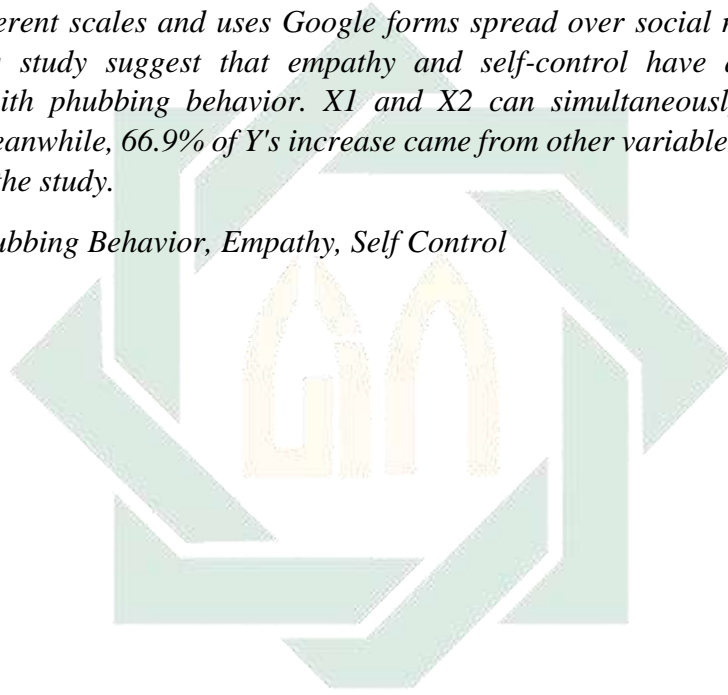 erent scales and uses Google forms spread over social
study suggest that empathy and self-control have
ith phubbing behavior. X1 and X2 can simultaneously
eanwhile, 66.9% of Y's increase came from other variable
the study.
ubbing Behavior, Empathy, Self Control